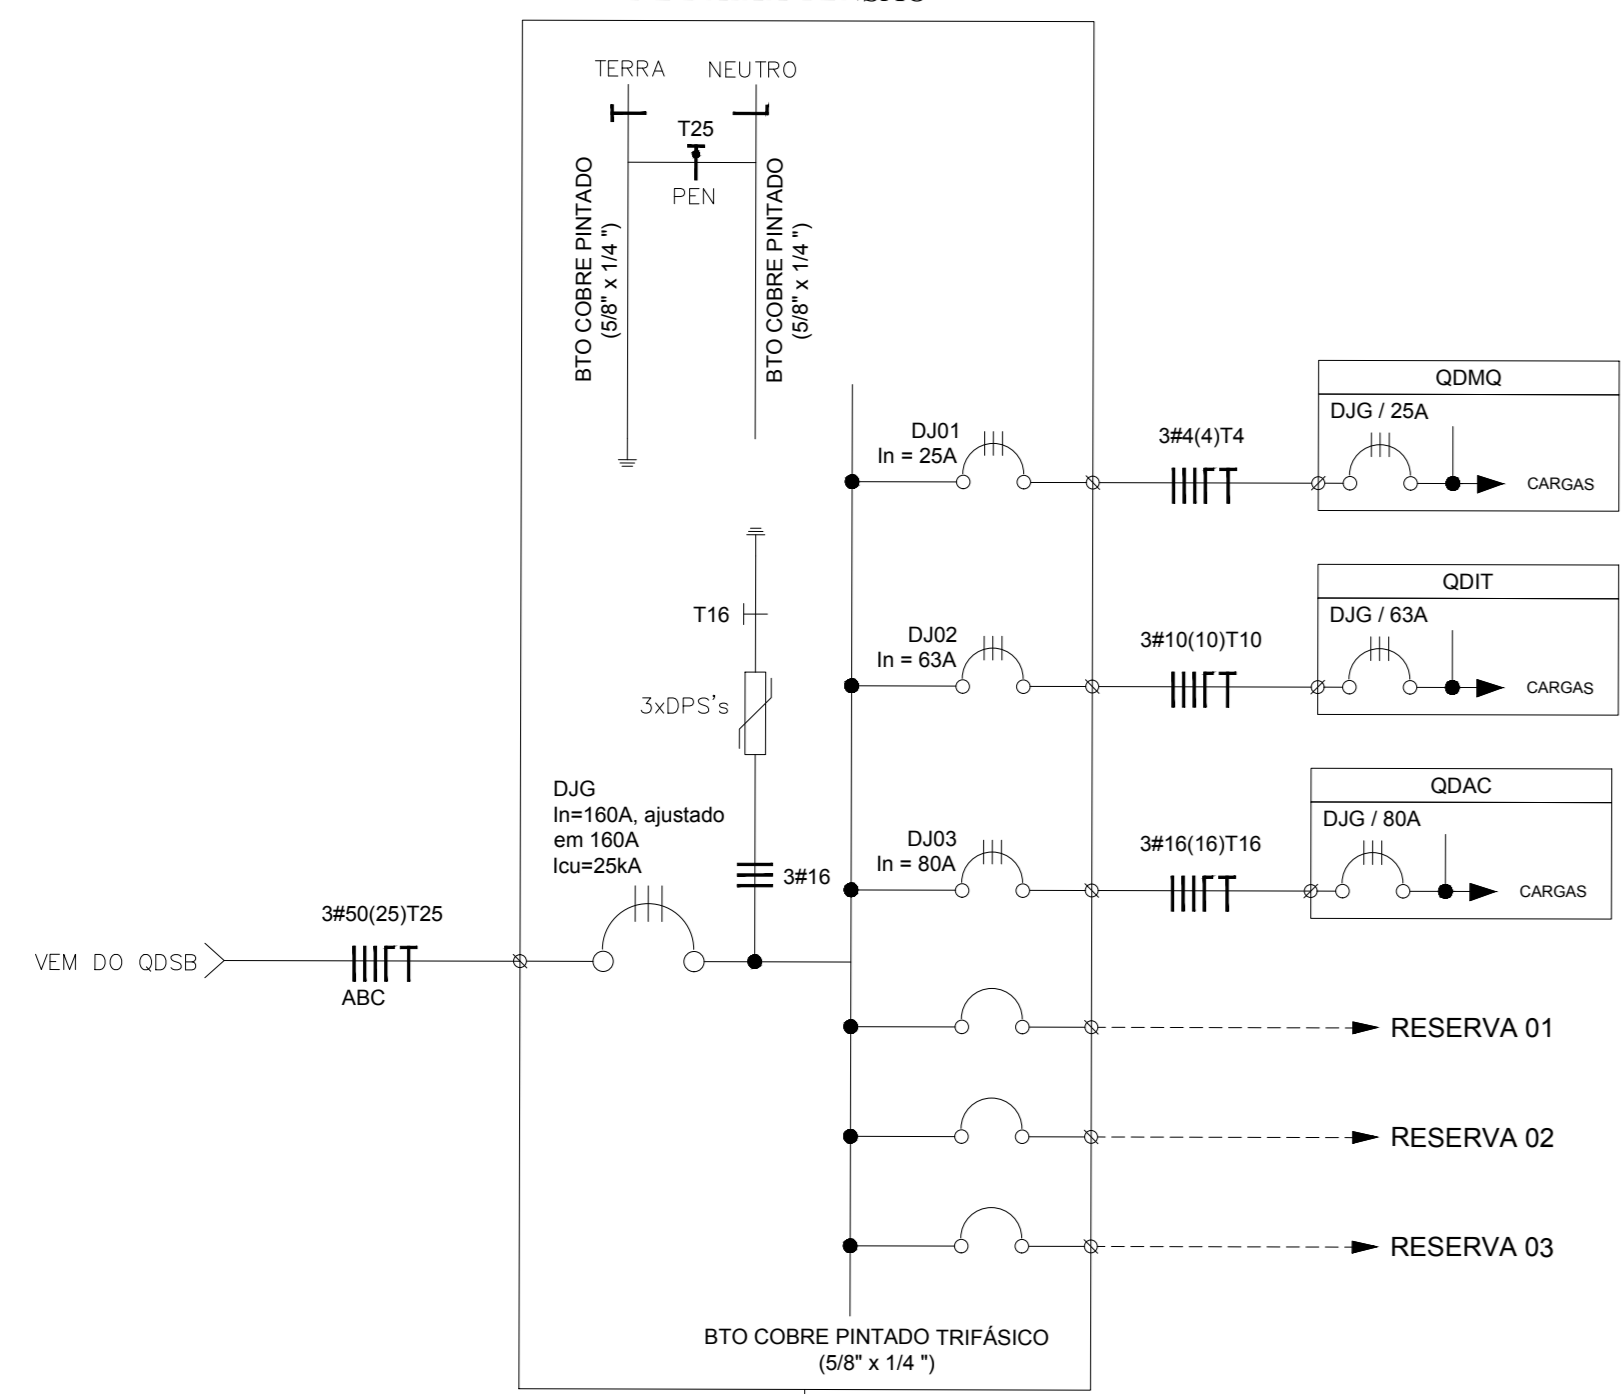 TERRA
NEUTRO
T25
PEN
BTO COBRE PINTADO
(5/8" x 1/4 ")
BTO COBRE PINTADO
(5/8" x 1/4 ")
QDMQ
DJG / 25A
DJ01
In = 25A
3#4(4)T4
CARGAS
QDIT
DJG / 63A
T16
DJ02
In = 63A
3#10(10)T10
CARGAS
3xDPS's
QDAC
DJG
In=160A, ajustado
em 160A
Icu=25kA
DJG / 80A
DJ03
In = 80A
3#16(16)T16
3#16
CARGAS
3#50(25)T25
VEM DO QDSB
ABC
RESERVA 01
RESERVA 02
RESERVA 03
BTO COBRE PINTADO TRIFÁSICO
(5/8" x 1/4 ")